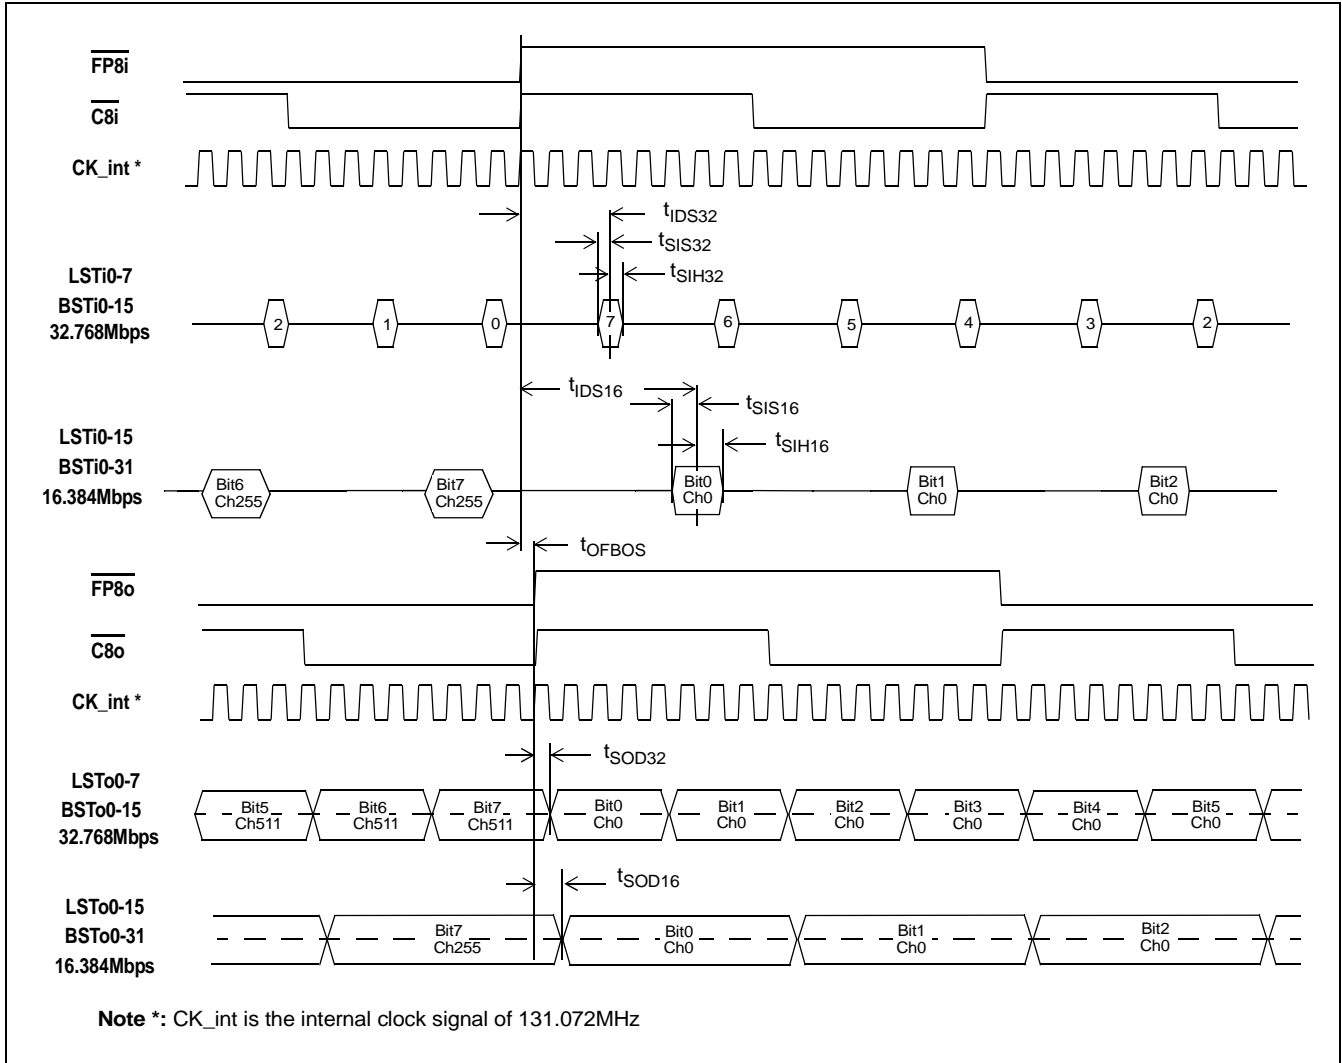 FP8i
C8i
CK_int *
tIDS32
tSIS32
tSIH32
LSTi0-7
BSTi0-15
32.768Mbps
2 1 0 7 6 5 4 3 2
tIDS16
tSIS16
tSIH16
LSTi0-15
BSTi0-31
16.384Mbps
Bit6 Bit7 Bit0 Bit1 Bit2
Ch255 Ch255 Ch0 Ch0 Ch0
tOFBOS
FP8o
C8o
CK_int *
tSOD32
LSTo0-7
BSTo0-15
32.768Mbps
Bit5 Bit6 Bit7 Bit0 Bit1 Bit2 Bit3 Bit4 Bit5
Ch511 Ch511 Ch511 Ch0 Ch0 Ch0 Ch0 Ch0 Ch0
tSOD16
LSTo0-15
BSTo0-31
16.384Mbps
Bit7 Bit0 Bit1 Bit2
Ch255 Ch0 Ch0 Ch0
Note *: CK_int is the internal clock signal of 131.072MHz